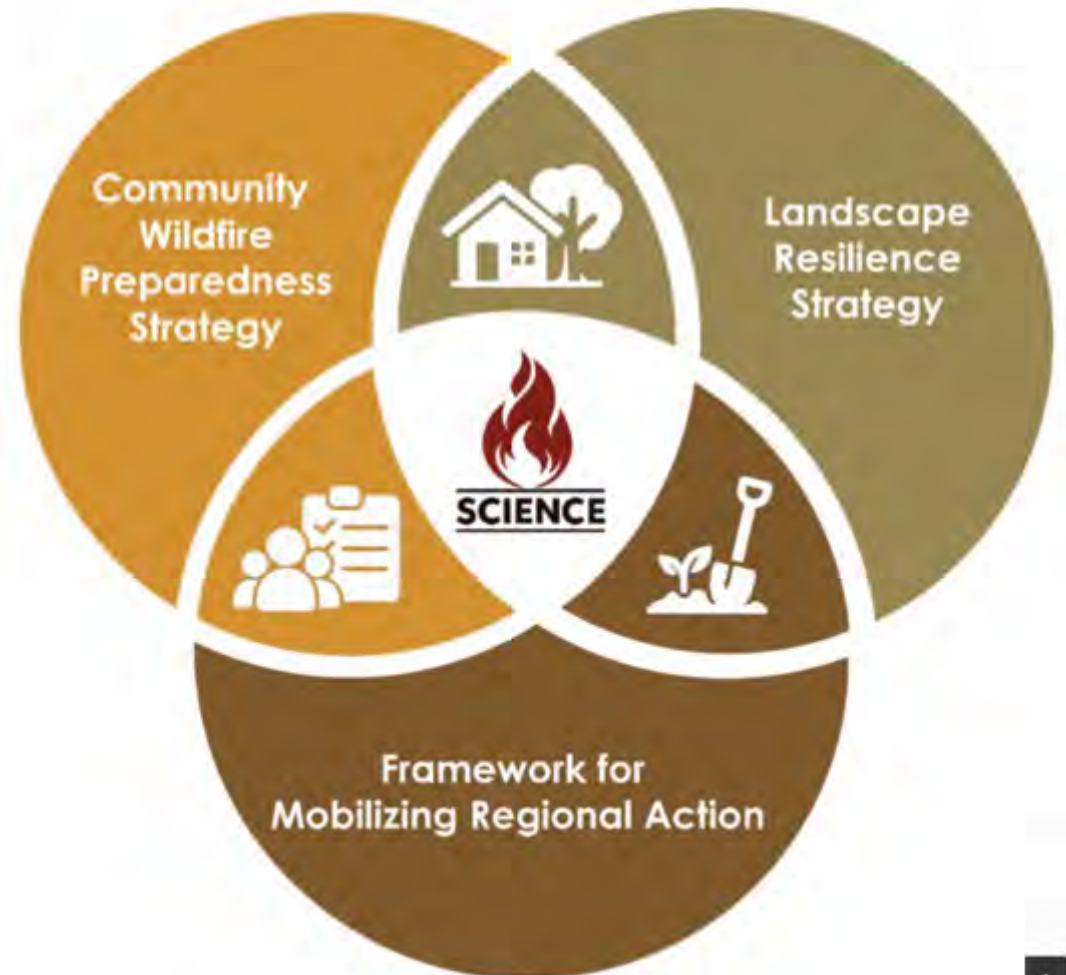 Community
Wildfire
Preparedness
Strategy
Landscape
Resilience
Strategy
SCIENCE
Framework for
Mobilizing Regional Action